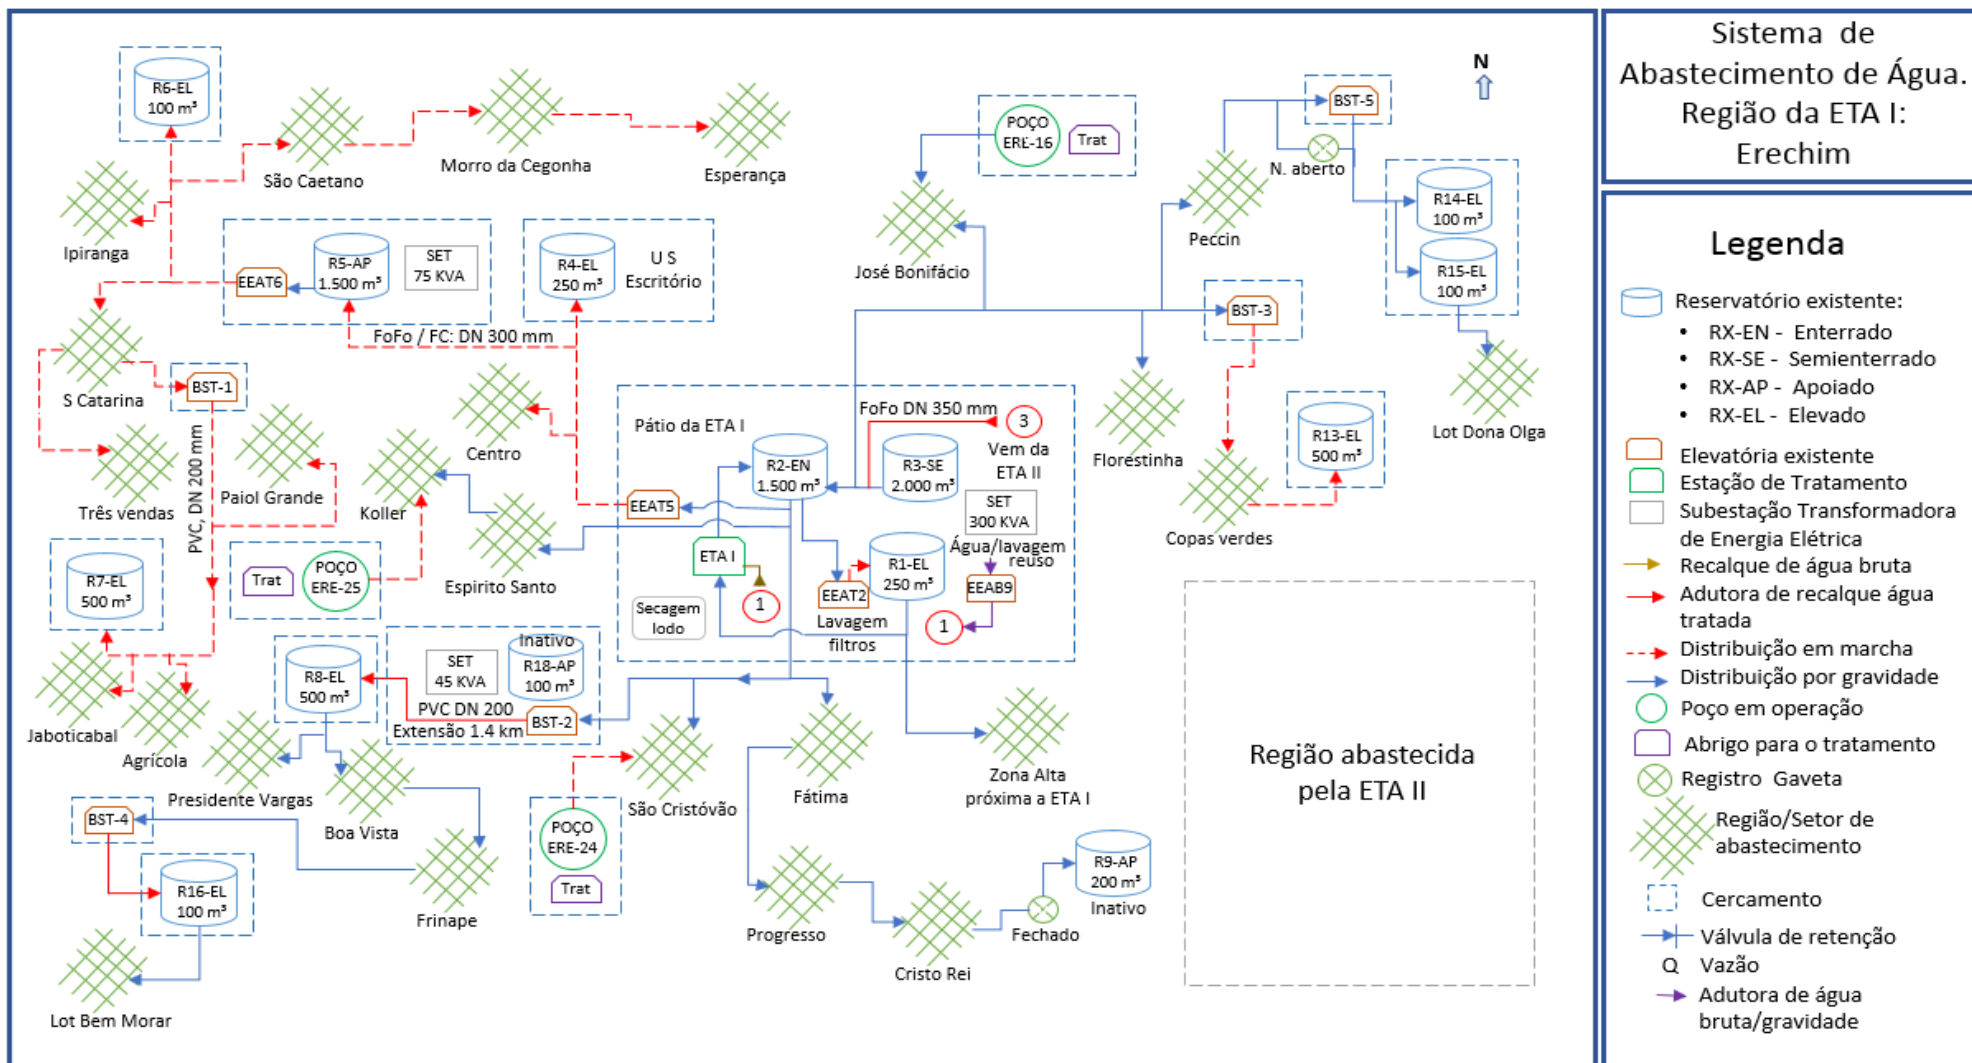 Sistema de
Abastecimento de Água.
Região da ETA I:
Erechim
Legenda
Reservatório existente:
• RX-EN - Enterrado
• RX-SE - Semienterrado
• RX-AP - Apoiado
• RX-EL - Elevado
Elevatória existente
Estação de Tratamento
Subestação Transformadora
de Energia Elétrica
Recalque de água bruta
Adutora de recalque água
tratada
Distribuição em marcha
Distribuição por gravidade
Poço em operação
Abrigo para o tratamento
Registro Gaveta
Região/Setor de
abastecimento
Cercamento
Válvula de retenção
Q Vazão
Adutora de água
bruta/gravidade
N
R6-EL
100 m³
São Caetano
Morro da Cegonha
Esperança
Ipiranga
POÇO
ERE-16
Trat
José Bonifácio
BST-5
N. aberto
Peccin
R14-EL
100 m³
R15-EL
100 m³
Lot Dona Olga
EEAT6
R5-AP
1.500 m³
SET
75 KVA
R4-EL
250 m³
U S
Escritório
FoFo / FC: DN 300 mm
BST-3
Florestinha
R13-EL
500 m³
Copas verdes
S Catarina
BST-1
PVC, DN 200 mm
Três vendas
Paiol Grande
Centro
Koller
Espirito Santo
POÇO
ERE-25
Trat
Pátio da ETA I
FoFo DN 350 mm
3
Vem da
ETA II
R2-EN
1.500 m³
R3-SE
2.000 m³
EEAT5
SET
300 KVA
ETA I
Água/lavagem
reuso
R1-EL
250 m³
EEAT2
EEAB9
1
1
Secagem
lodo
Lavagem
filtros
R7-EL
500 m³
Jaboticabal
Agrícola
R8-EL
500 m³
SET
45 KVA
Inativo
R18-AP
100 m³
PVC DN 200
Extensão 1.4 km
BST-2
Presidente Vargas
Boa Vista
Frinape
BST-4
R16-EL
100 m³
Lot Bem Morar
São Cristóvão
POÇO
ERE-24
Trat
Fátima
Zona Alta
próxima a ETA I
Progresso
Cristo Rei
Fechado
R9-AP
200 m³
Inativo
Região abastecida
pela ETA II